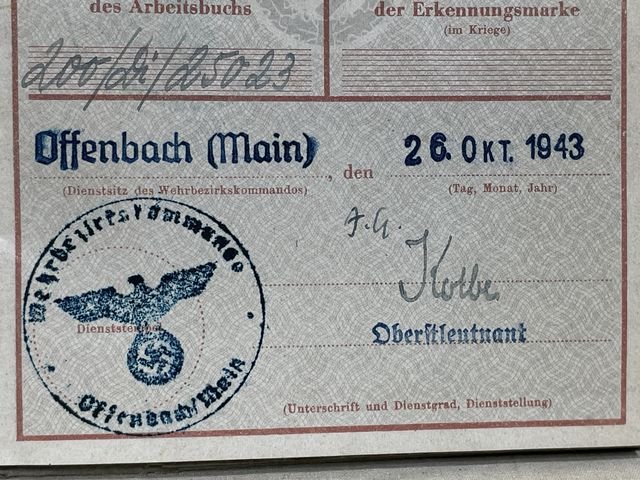 des Arbeitsbuchs
der Erkennungsmarke
(im Kriege)
200/Di/25023
Offenbach (Main)
, den
26. OKT. 1943
(Dienstsitz des Wehrbezirkskommandos)
(Tag, Monat, Jahr)
Wehrbezirkskommando
Offenbach/Main
Dienststempel
F.A.
Kolbe
Oberstleutnant
(Unterschrift und Dienstgrad, Dienststellung)